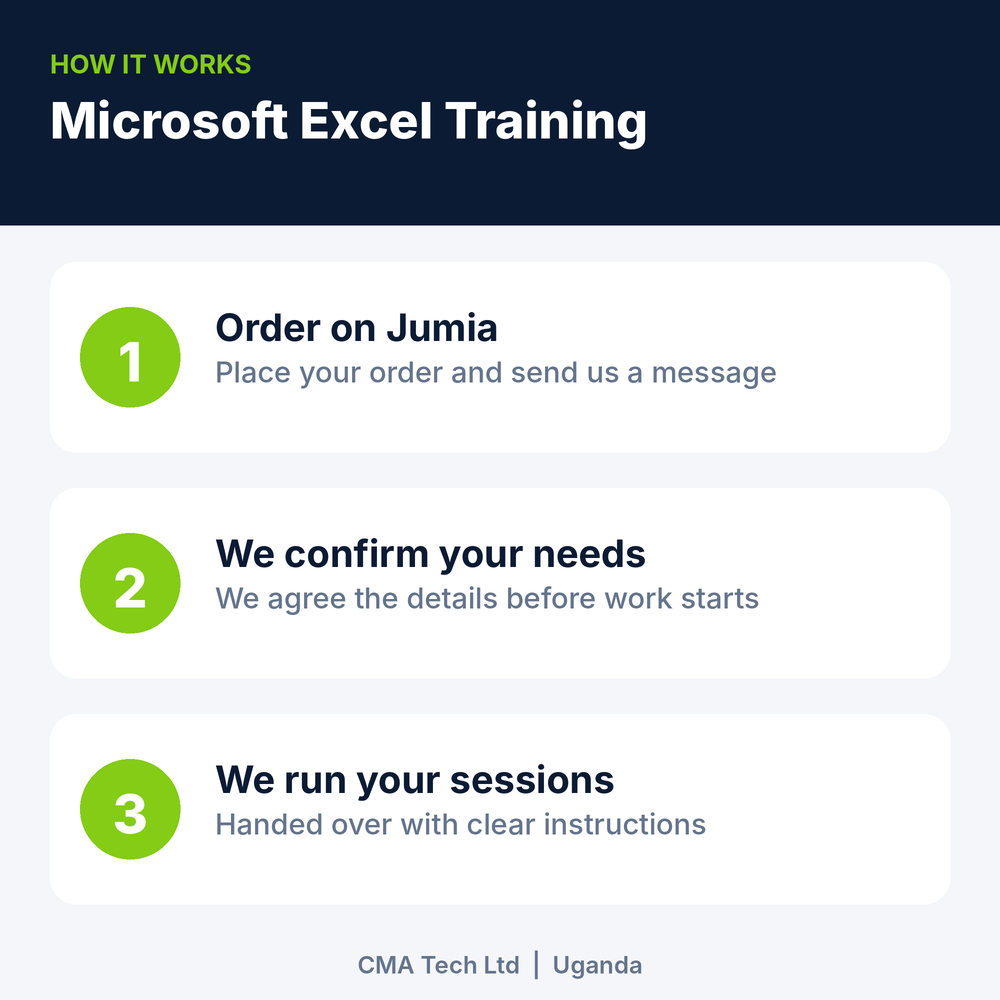 HOW IT WORKS
Microsoft Excel Training
1
Order on Jumia
Place your order and send us a message
2
We confirm your needs
We agree the details before work starts
3
We run your sessions
Handed over with clear instructions
CMA Tech Ltd | Uganda